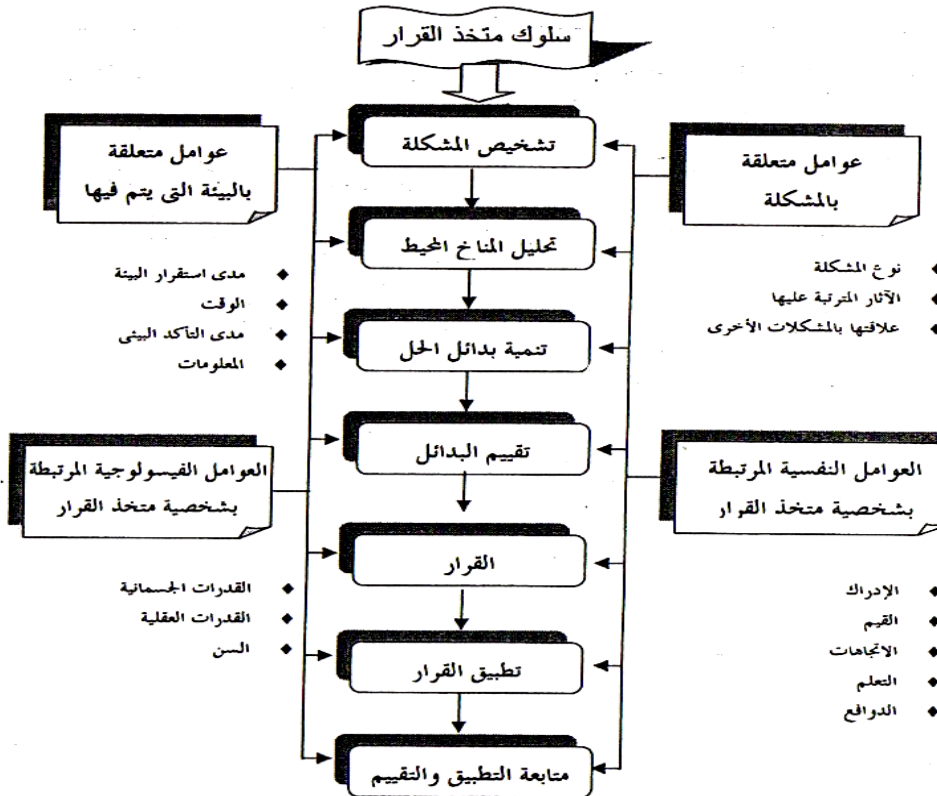 سلوك متخذ القرار
تشخيص المشكلة
عوامل متعلقة
بالمشكلة
عوامل متعلقة
بالبيئة التى يتم فيها
تحليل المناخ المحيط
نوع المشكلة
الآثار المترتبة عليها
علاقتها بالمشكلات الأخرى
مدى استقرار البيئة
الوقت
مدى التأكد البيئى
المعلومات
تنمية بدائل الحل
تقييم البدائل
العوامل النفسية المرتبطة
بشخصية متخذ القرار
العوامل الفيسولوجية المرتبطة
بشخصية متخذ القرار
القرار
الإدراك
القيم
الاتجاهات
التعلم
الدوافع
القدرات الجسمانية
القدرات العقلية
السن
تطبيق القرار
متابعة التطبيق والتقييم